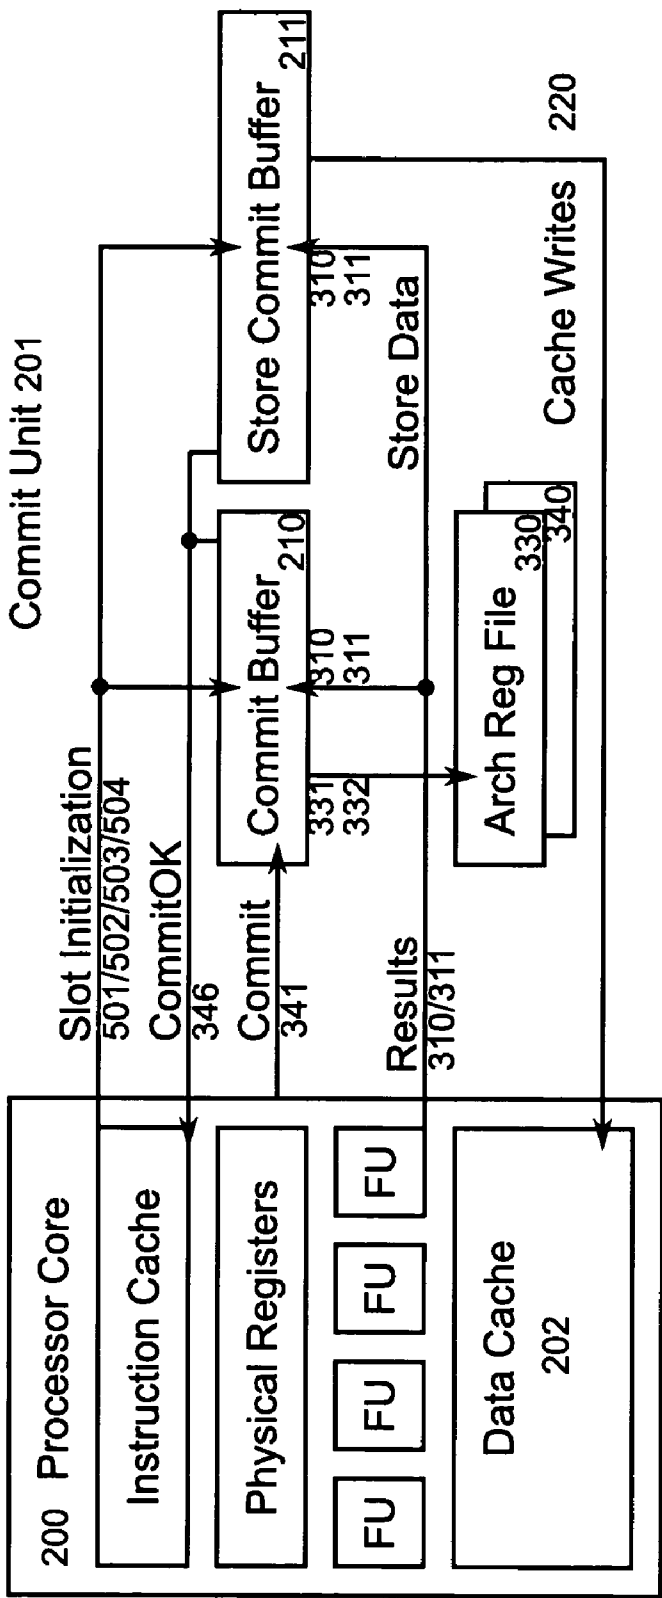 Commit Unit 201
200 Processor Core
Instruction Cache
Physical Registers
FU
FU
FU
FU
Data Cache
202
Slot Initialization
501/502/503/504
CommitOK
346
Commit
341
Results
310/311
Commit Buffer
210
310
311
331
332
Store Commit Buffer
211
310
311
Store Data
Arch Reg File
330
340
Cache Writes
220